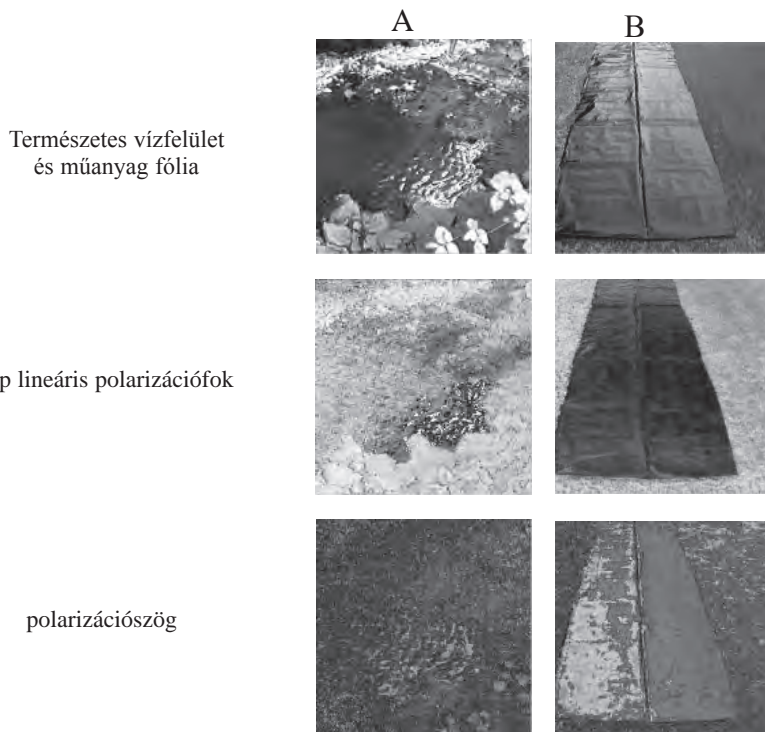 A B
Természetes vízfelület
és műanyag fólia
p lineáris polarizációfok
polarizációszög